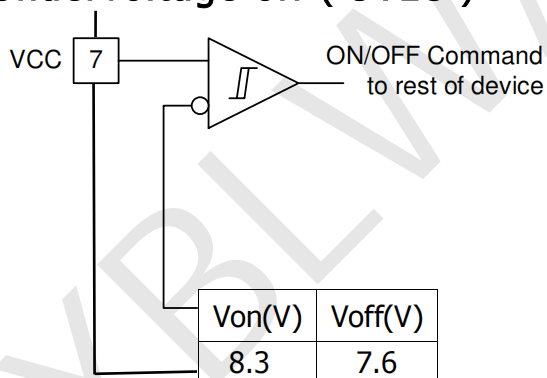 VCC 7
ON/OFF Command
to rest of device
Von(V) Voff(V)
8.3 7.6